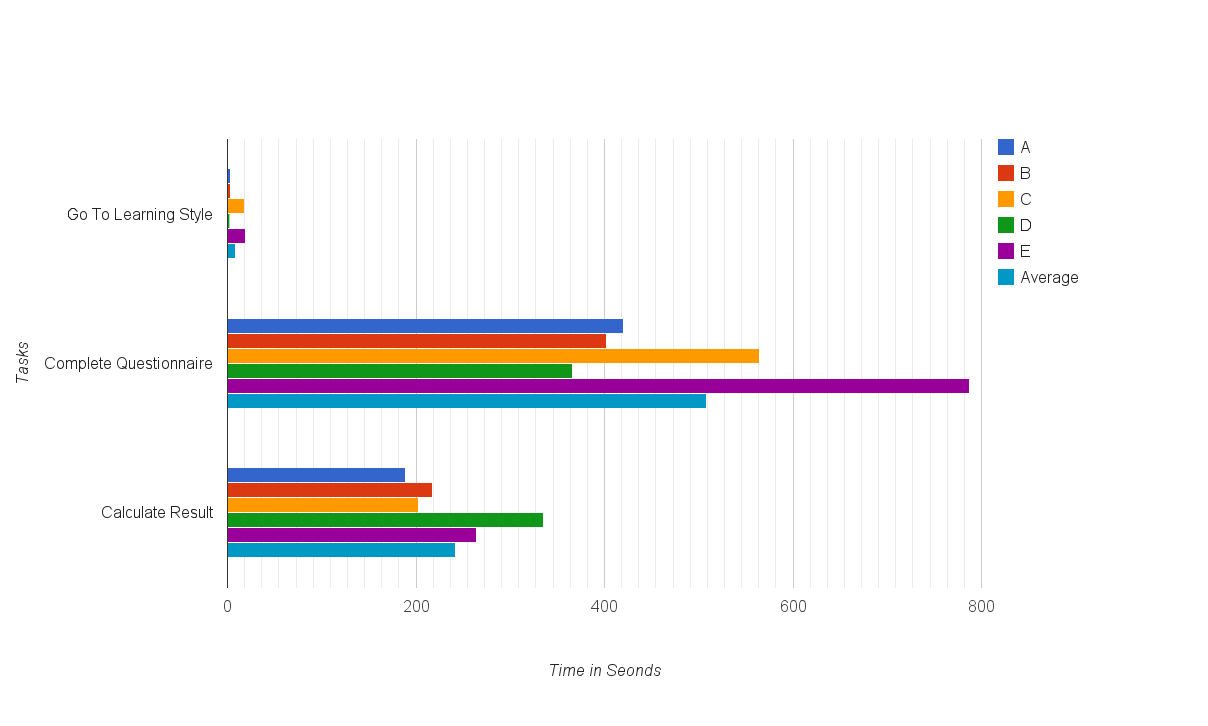 Go To Learning Style
Complete Questionnaire
Calculate Result
Tasks
0 200 400 600 800
Time in Seonds
A
B
C
D
E
Average